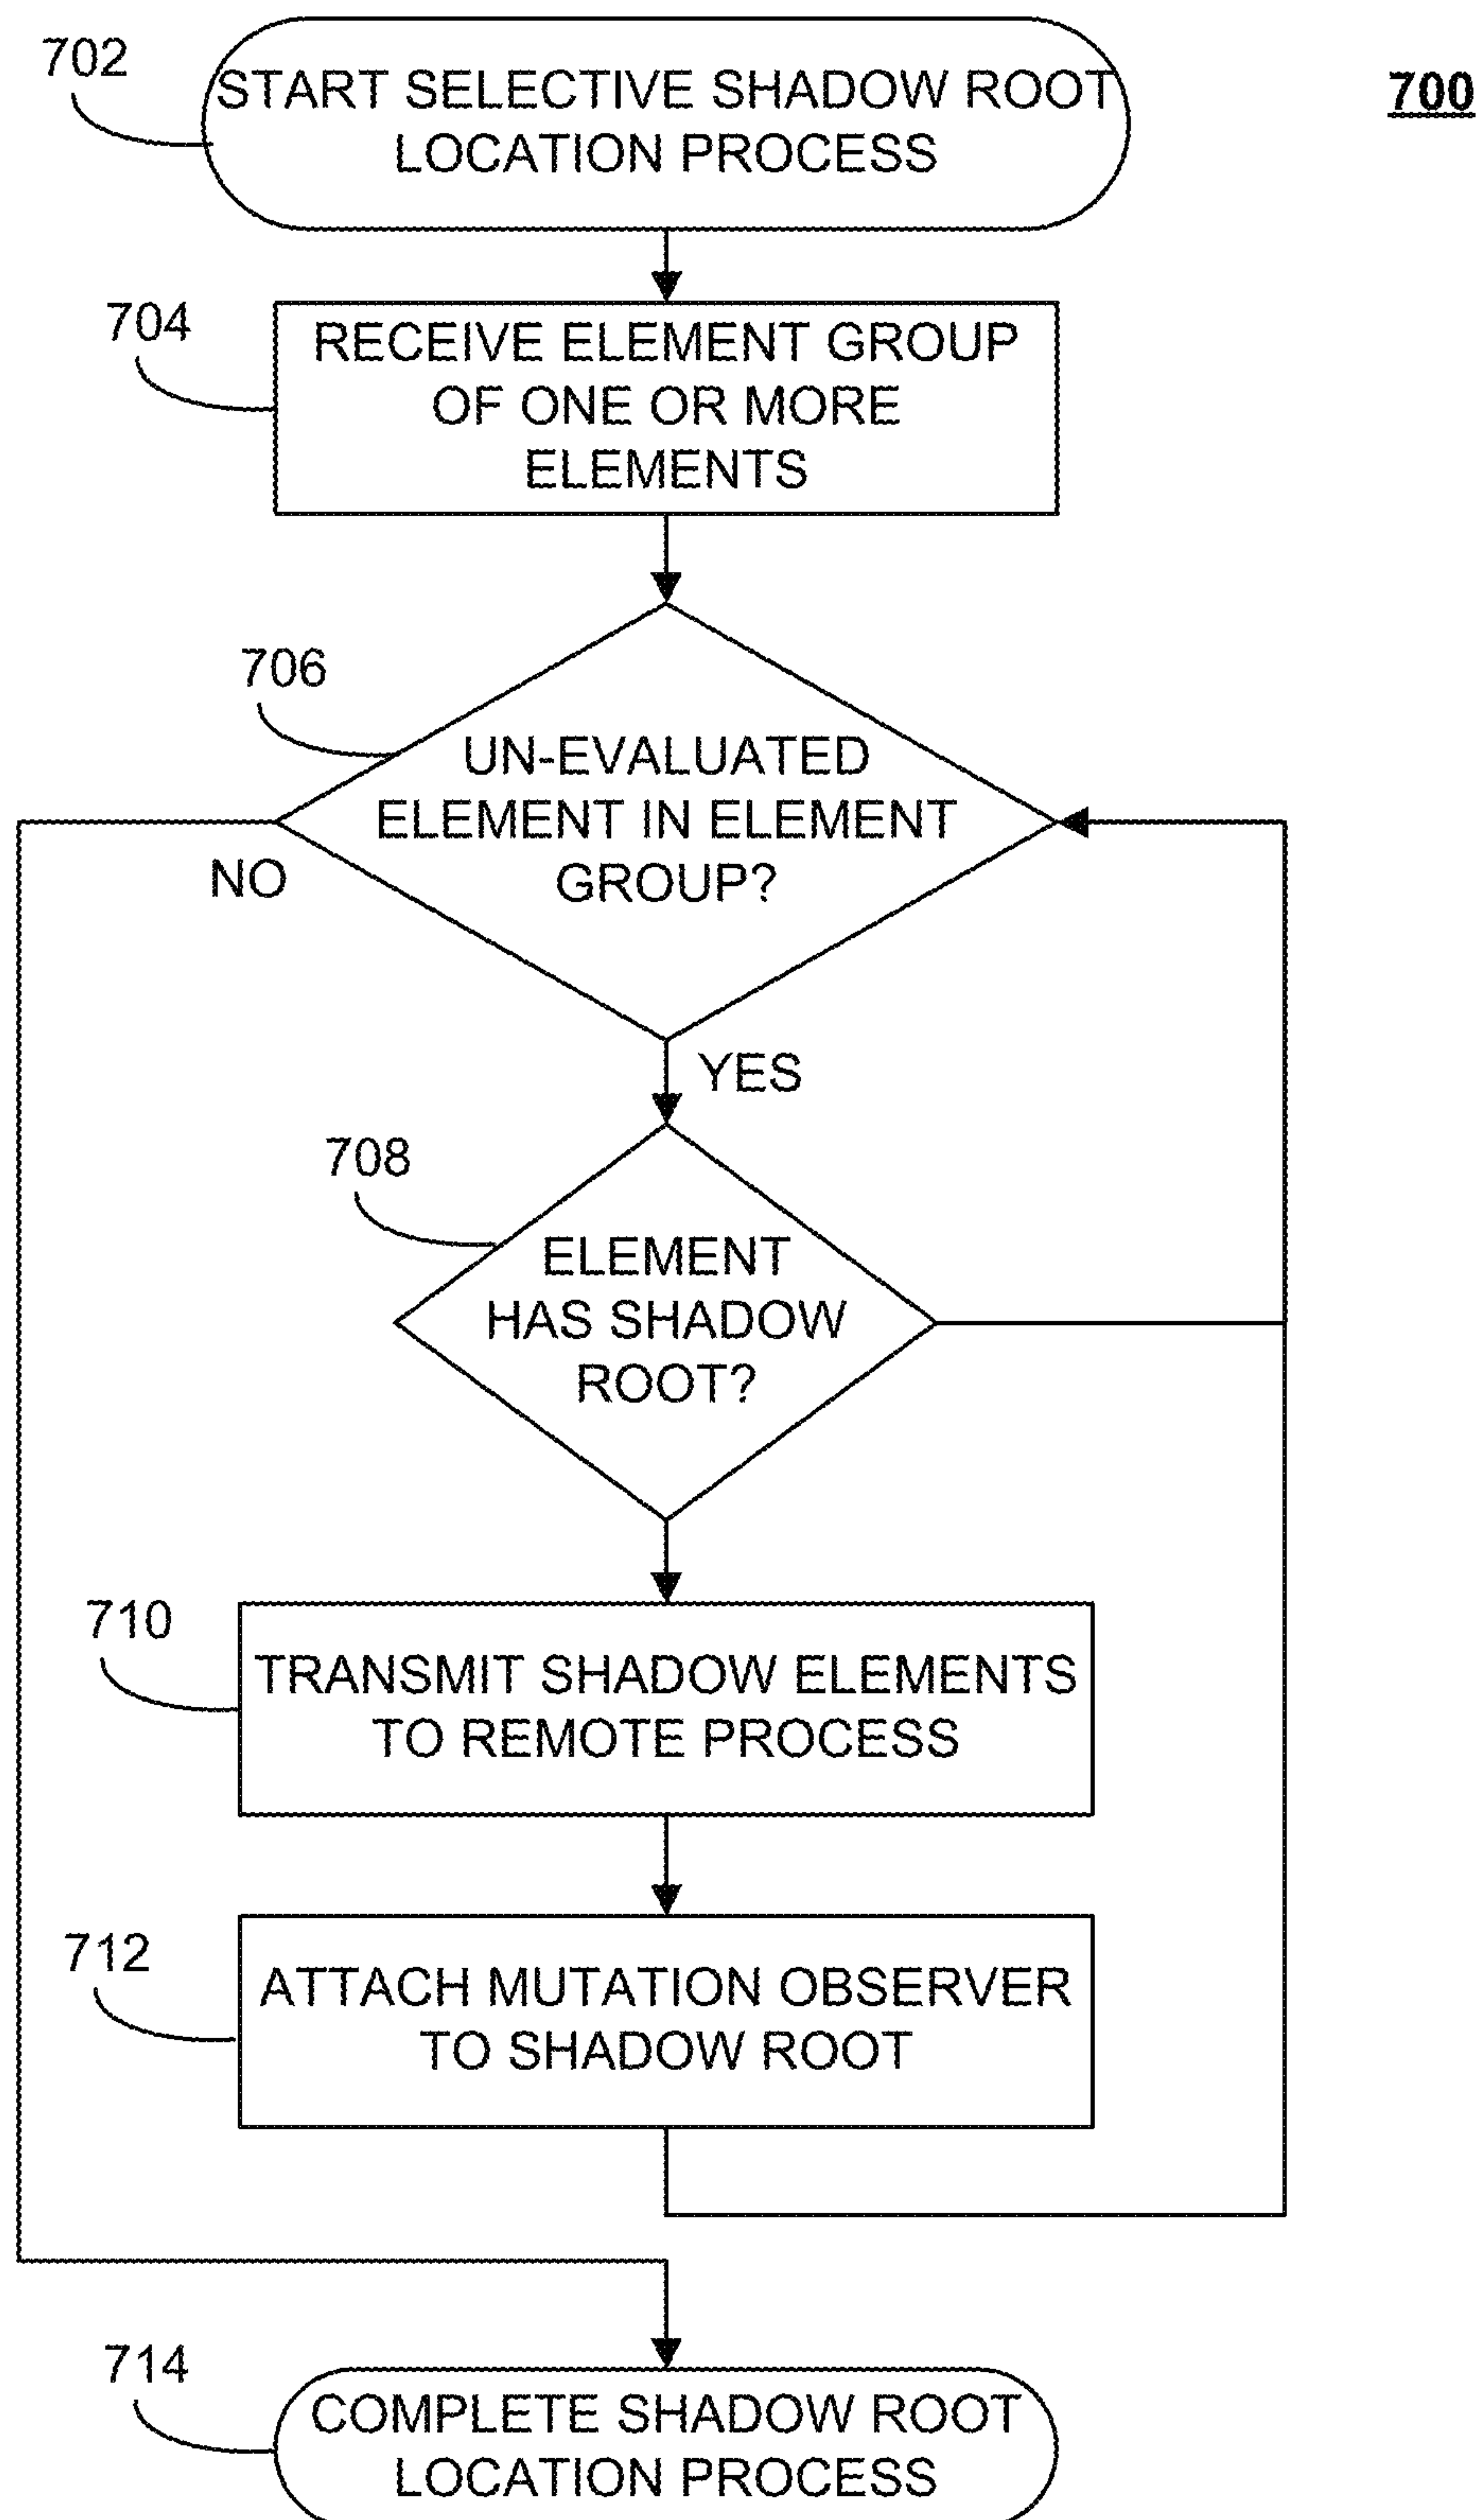 702
START SELECTIVE SHADOW ROOT
LOCATION PROCESS
700
704
RECEIVE ELEMENT GROUP
OF ONE OR MORE
ELEMENTS
706
UN-EVALUATED
ELEMENT IN ELEMENT
GROUP?
NO
YES
708
ELEMENT
HAS SHADOW
ROOT?
710
TRANSMIT SHADOW ELEMENTS
TO REMOTE PROCESS
712
ATTACH MUTATION OBSERVER
TO SHADOW ROOT
714
COMPLETE SHADOW ROOT
LOCATION PROCESS